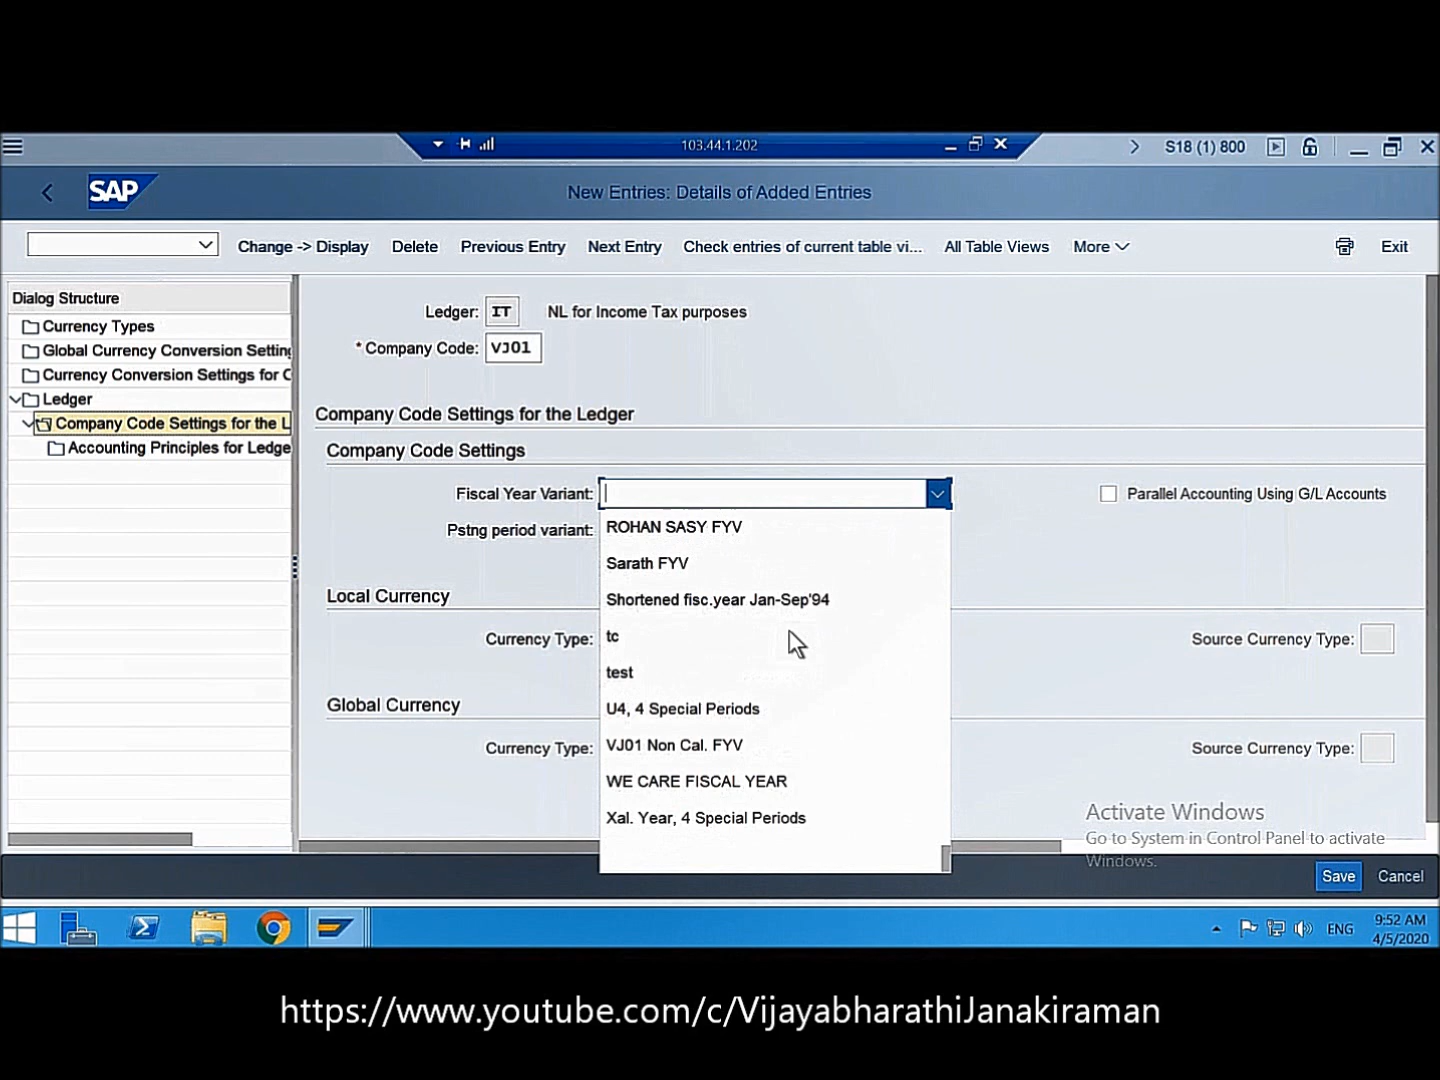 103.44.1.202
S18 (1) 800
SAP
New Entries: Details of Added Entries
Change -> Display Delete Previous Entry Next Entry Check entries of current table vi... All Table Views More Exit
Dialog Structure
Currency Types
Global Currency Conversion Setting
Currency Conversion Settings for C
Ledger
Company Code Settings for the L
Accounting Principles for Ledge
Ledger: IT NL for Income Tax purposes
* Company Code: VJ01
Company Code Settings for the Ledger
Company Code Settings
Fiscal Year Variant:
Parallel Accounting Using G/L Accounts
Pstng period variant:
ROHAN SASY FYV
Sarath FYV
Shortened fisc.year Jan-Sep'94
tc
test
U4, 4 Special Periods
VJ01 Non Cal. FYV
WE CARE FISCAL YEAR
Xal. Year, 4 Special Periods
Local Currency
Currency Type:
Source Currency Type:
Global Currency
Currency Type:
Source Currency Type:
Activate Windows
Go to System in Control Panel to activate
Windows.
Save Cancel
ENG
9:52 AM
4/5/2020
https://www.youtube.com/c/VijayabharathiJanakiraman